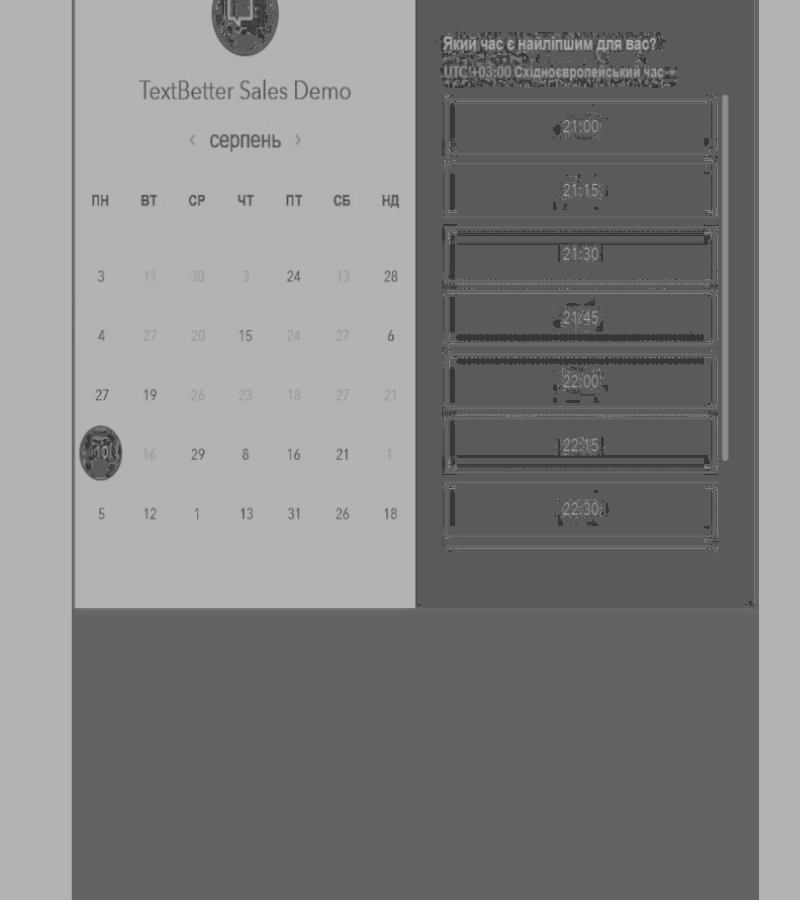 TextBetter Sales Demo
‹ серпень ›
ПН ВТ СР ЧТ ПТ СБ НД
3 11 30 3 24 13 28
4 27 20 15 24 27 6
27 19 26 23 18 27 21
10 16 29 8 16 21 1
5 12 1 13 31 26 18
Який час є найліпшим для вас?
UTC +03:00 Східноєвропейський час
21:00
21:15
21:30
21:45
22:00
22:15
22:30